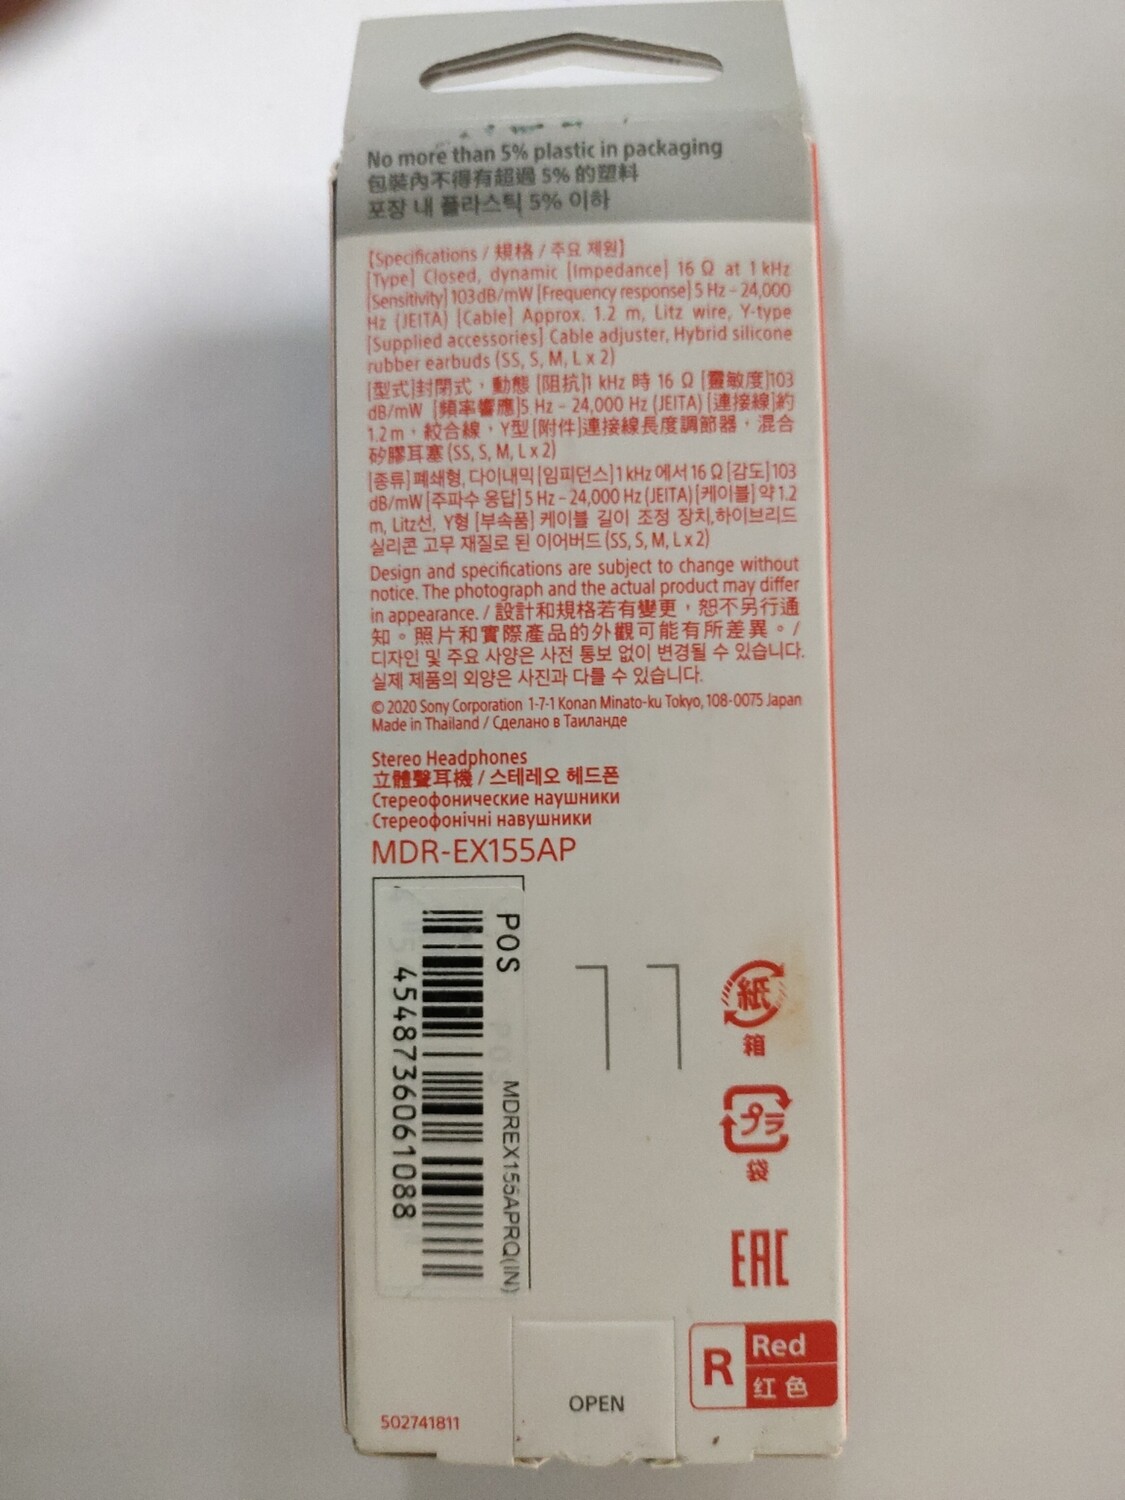 No more than 5% plastic in packaging
包裝內不得有超過 5% 的塑料
포장 내 플라스틱 5% 이하
【Specifications / 規格 / 주요 제원】
[Type] Closed, dynamic [Impedance] 16 Ω at 1 kHz
[Sensitivity] 103 dB/mW [Frequency response] 5 Hz – 24,000
Hz (JEITA) [Cable] Approx. 1.2 m, Litz wire, Y-type
[Supplied accessories] Cable adjuster, Hybrid silicone
rubber earbuds (SS, S, M, L x 2)
[型式]封閉式，動態 [阻抗]1 kHz 時 16 Ω [靈敏度]103
dB/mW [頻率響應]5 Hz – 24,000 Hz (JEITA) [連接線]約
1.2 m，絞合線，Y型 [附件]連接線長度調節器，混合
矽膠耳塞 (SS, S, M, L x 2)
[종류] 폐쇄형, 다이내믹 [임피던스] 1 kHz 에서 16 Ω [감도] 103
dB/mW [주파수 응답] 5 Hz – 24,000 Hz (JEITA) [케이블] 약 1.2
m, Litz선, Y형 [부속품] 케이블 길이 조정 장치, 하이브리드
실리콘 고무 재질로 된 이어버드 (SS, S, M, L x 2)
Design and specifications are subject to change without
notice. The photograph and the actual product may differ
in appearance. / 設計和規格若有變更，恕不另行通
知。照片和實際產品的外觀可能有所差異。/
디자인 및 주요 사양은 사전 통보 없이 변경될 수 있습니다.
실제 제품의 외양은 사진과 다를 수 있습니다.
© 2020 Sony Corporation 1-7-1 Konan Minato-ku Tokyo, 108-0075 Japan
Made in Thailand / Сделано в Таиланде
Stereo Headphones
立體聲耳機 / 스테레오 헤드폰
Стереофонические наушники
Стереофонічні навушники
MDR-EX155AP
POS
MDREX155APRQ(IN)
4548736061088
紙
箱
プラ
袋
EAC
R
Red
红色
OPEN
502741811